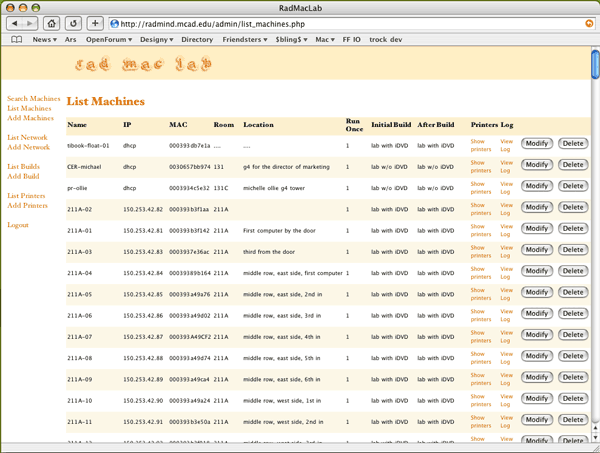 RadMacLab
http://radmind.mcad.edu/admin/list_machines.php
News Ars OpenForum Designy Directory Friendsters $bling$ Mac FF IO trock dev
rad mac lab
Search Machines
List Machines
Add Machines
List Network
Add Network
List Builds
Add Build
List Printers
Add Printers
Logout
List Machines
Name IP MAC Room Location Run Once Initial Build After Build Printers Log
tibook-float-01 dhcp 000393db7e1a .... .... 1 lab with iDVD lab with iDVD Show printers View Log Modify Delete
CER-michael dhcp 0030657bb974 131 g4 for the director of marketing 1 lab w/o iDVD lab w/o iDVD Show printers View Log Modify Delete
pr-ollie dhcp 0003934c5e32 131C michelle ollie g4 tower 1 lab w/o iDVD lab w/o iDVD Show printers View Log Modify Delete
211A-02 150.253.42.82 000393b3f1aa 211A 1 lab with iDVD lab with iDVD Show printers View Log Modify Delete
211A-01 150.253.42.81 000393b3f142 211A First computer by the door 1 lab with iDVD lab with iDVD Show printers View Log Modify Delete
211A-03 150.253.42.83 0003937e36ac 211A third from the door 1 lab with iDVD lab with iDVD Show printers View Log Modify Delete
211A-04 150.253.42.84 00039389b164 211A middle row, east side, first computer 1 lab with iDVD lab with iDVD Show printers View Log Modify Delete
211A-05 150.253.42.85 000393a49a76 211A middle row, east side, 2nd in 1 lab with iDVD lab with iDVD Show printers View Log Modify Delete
211A-06 150.253.42.86 000393a49d02 211A middle row, east side, 3rd in 1 lab with iDVD lab with iDVD Show printers View Log Modify Delete
211A-07 150.253.42.87 000393A49CF2 211A middle row, east side, 4th in 1 lab with iDVD lab with iDVD Show printers View Log Modify Delete
211A-08 150.253.42.88 000393a49d74 211A middle row, east side, 5th in 1 lab with iDVD lab with iDVD Show printers View Log Modify Delete
211A-09 150.253.42.89 000393a49ca4 211A middle row, east side, 6th in 1 lab with iDVD lab with iDVD Show printers View Log Modify Delete
211A-10 150.253.42.90 000393a49a24 211A middle row, west side, 1st in 1 lab with iDVD lab with iDVD Show printers View Log Modify Delete
211A-11 150.253.42.91 000393b3e50a 211A middle row, west side, 2nd in 1 lab with iDVD lab with iDVD Show printers View Log Modify Delete